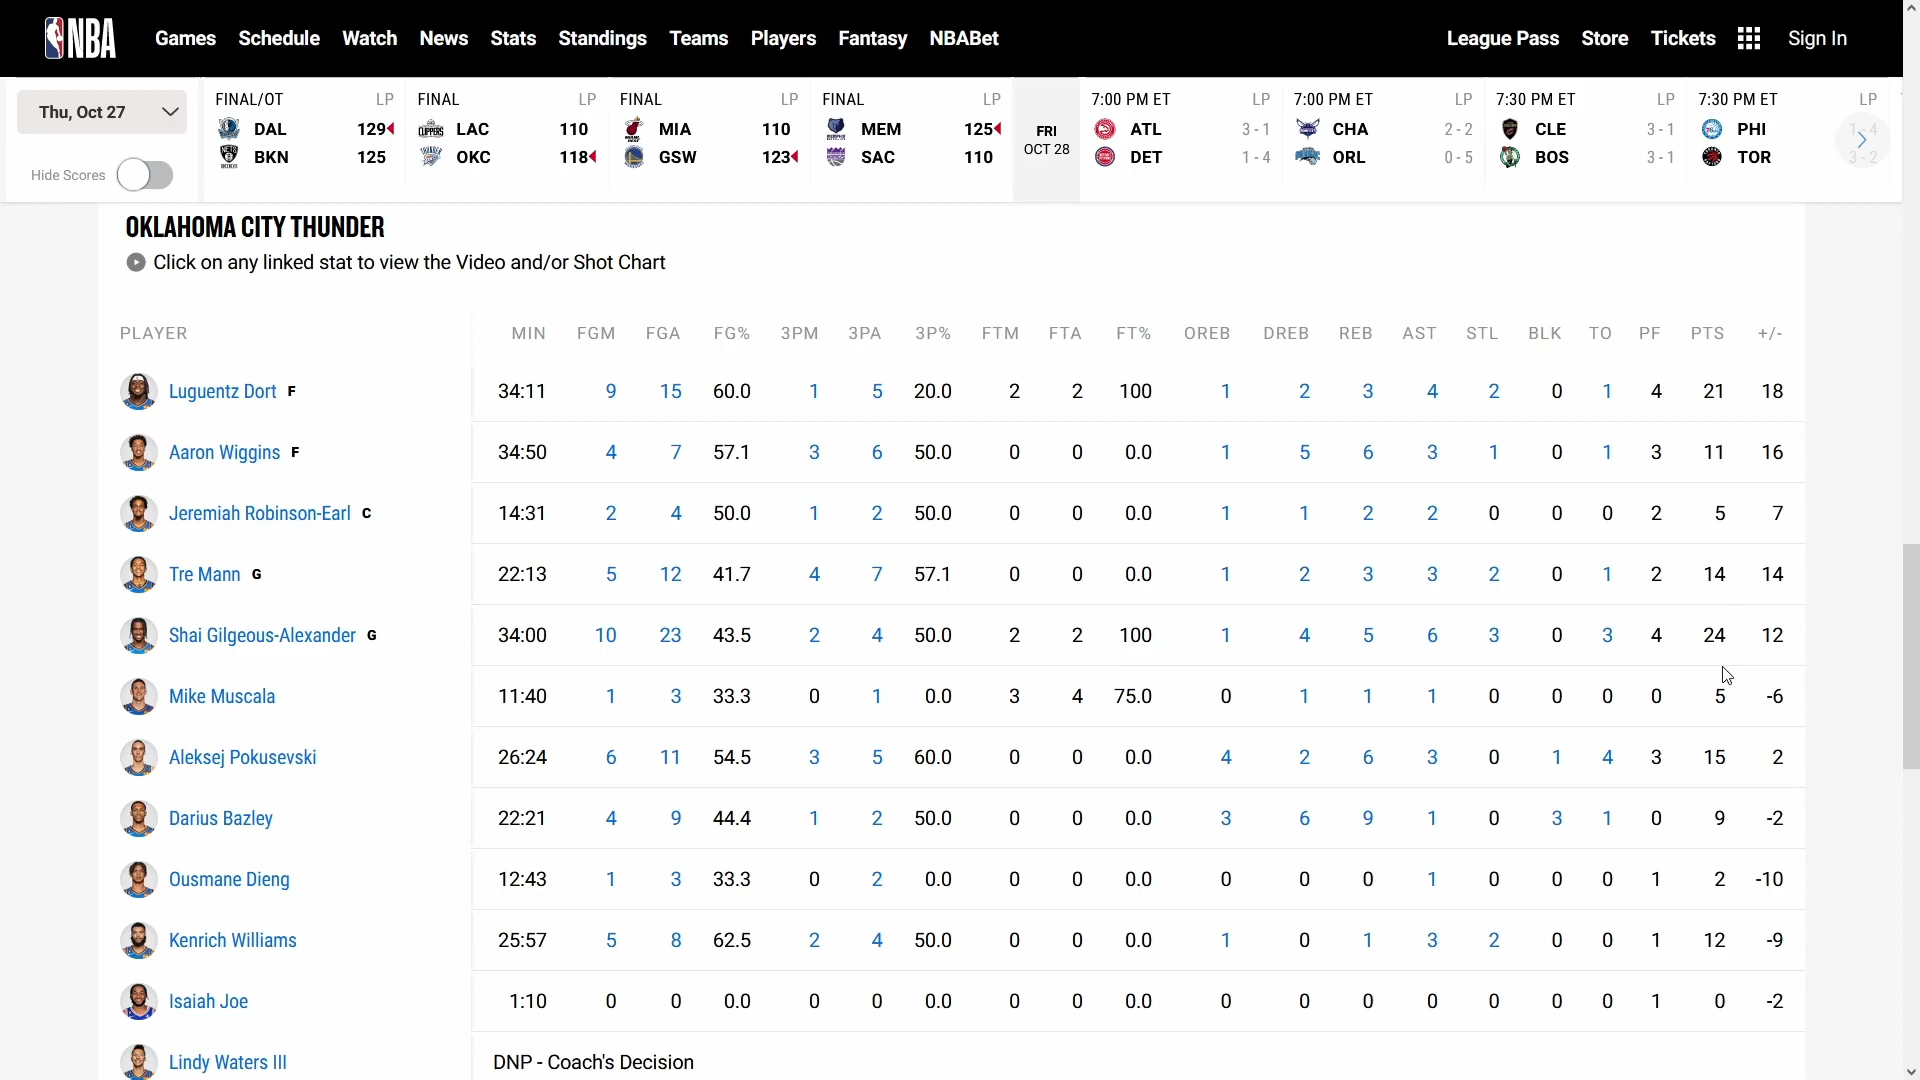 NBA Games Schedule Watch News Stats Standings Teams Players Fantasy NBABet League Pass Store Tickets Sign In
Thu, Oct 27
Hide Scores
FINAL/OT LP
DAL 129
BKN 125
FINAL LP
LAC 110
OKC 118
FINAL LP
MIA 110
GSW 123
FINAL LP
MEM 125
SAC 110
FRI
OCT 28
7:00 PM ET LP
ATL 3 - 1
DET 1 - 4
7:00 PM ET LP
CHA 2 - 2
ORL 0 - 5
7:30 PM ET LP
CLE 3 - 1
BOS 3 - 1
7:30 PM ET LP
PHI 1 - 4
TOR 3 - 2
OKLAHOMA CITY THUNDER
Click on any linked stat to view the Video and/or Shot Chart
PLAYER MIN FGM FGA FG% 3PM 3PA 3P% FTM FTA FT% OREB DREB REB AST STL BLK TO PF PTS +/-
Luguentz Dort F 34:11 9 15 60.0 1 5 20.0 2 2 100 1 2 3 4 2 0 1 4 21 18
Aaron Wiggins F 34:50 4 7 57.1 3 6 50.0 0 0 0.0 1 5 6 3 1 0 1 3 11 16
Jeremiah Robinson-Earl C 14:31 2 4 50.0 1 2 50.0 0 0 0.0 1 1 2 2 0 0 0 2 5 7
Tre Mann G 22:13 5 12 41.7 4 7 57.1 0 0 0.0 1 2 3 3 2 0 1 2 14 14
Shai Gilgeous-Alexander G 34:00 10 23 43.5 2 4 50.0 2 2 100 1 4 5 6 3 0 3 4 24 12
Mike Muscala 11:40 1 3 33.3 0 1 0.0 3 4 75.0 0 1 1 1 0 0 0 0 5 -6
Aleksej Pokusevski 26:24 6 11 54.5 3 5 60.0 0 0 0.0 4 2 6 3 0 1 4 3 15 2
Darius Bazley 22:21 4 9 44.4 1 2 50.0 0 0 0.0 3 6 9 1 0 3 1 0 9 -2
Ousmane Dieng 12:43 1 3 33.3 0 2 0.0 0 0 0.0 0 0 0 1 0 0 0 1 2 -10
Kenrich Williams 25:57 5 8 62.5 2 4 50.0 0 0 0.0 1 0 1 3 2 0 0 1 12 -9
Isaiah Joe 1:10 0 0 0.0 0 0 0.0 0 0 0.0 0 0 0 0 0 0 0 1 0 -2
Lindy Waters III DNP - Coach's Decision